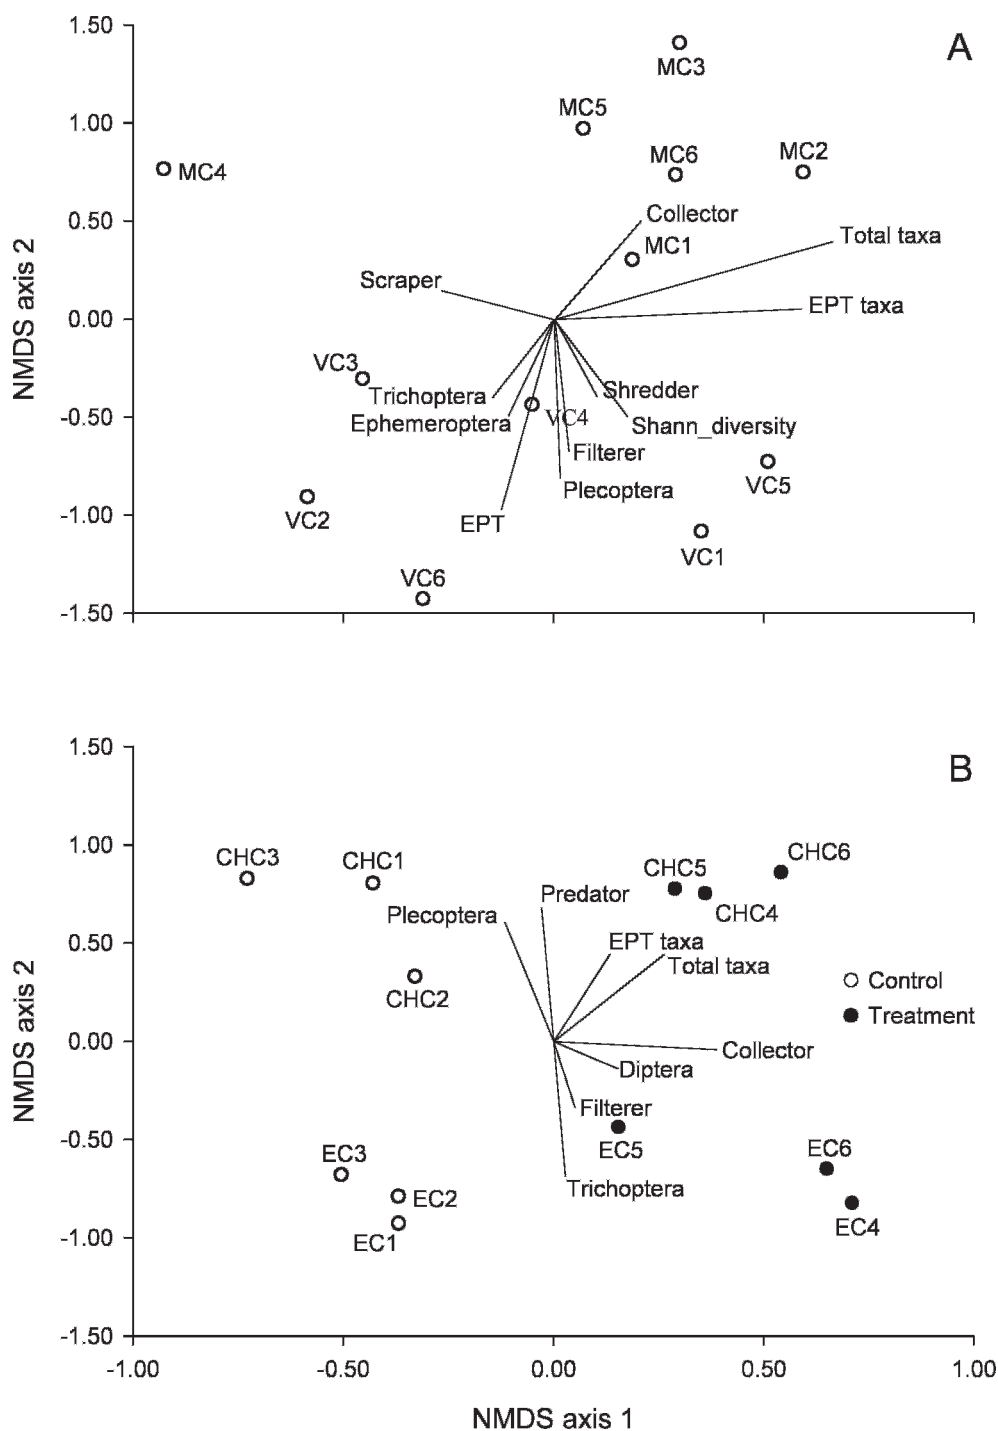 1.50
A
MC3
MC5
1.00
MC6
MC2
MC4
0.50
Collector
Total taxa
MC1
Scraper
EPT taxa
0.00
NMDS axis 2
VC3
Trichoptera
Shredder
-0.50
Ephemeroptera
VC4
Shann_diversity
Filterer
VC5
Plecoptera
-1.00
VC2
EPT
VC1
VC6
-1.50
1.50
B
1.00
CHC3
CHC1
CHC5
CHC6
Predator
CHC4
Plecoptera
0.50
EPT taxa
Total taxa
CHC2
Control
Treatment
0.00
NMDS axis 2
Collector
Diptera
Filterer
-0.50
EC3
EC5
EC6
EC2
Trichoptera
EC4
-1.00
EC1
-1.50
-1.00
-0.50
0.00
0.50
1.00
NMDS axis 1